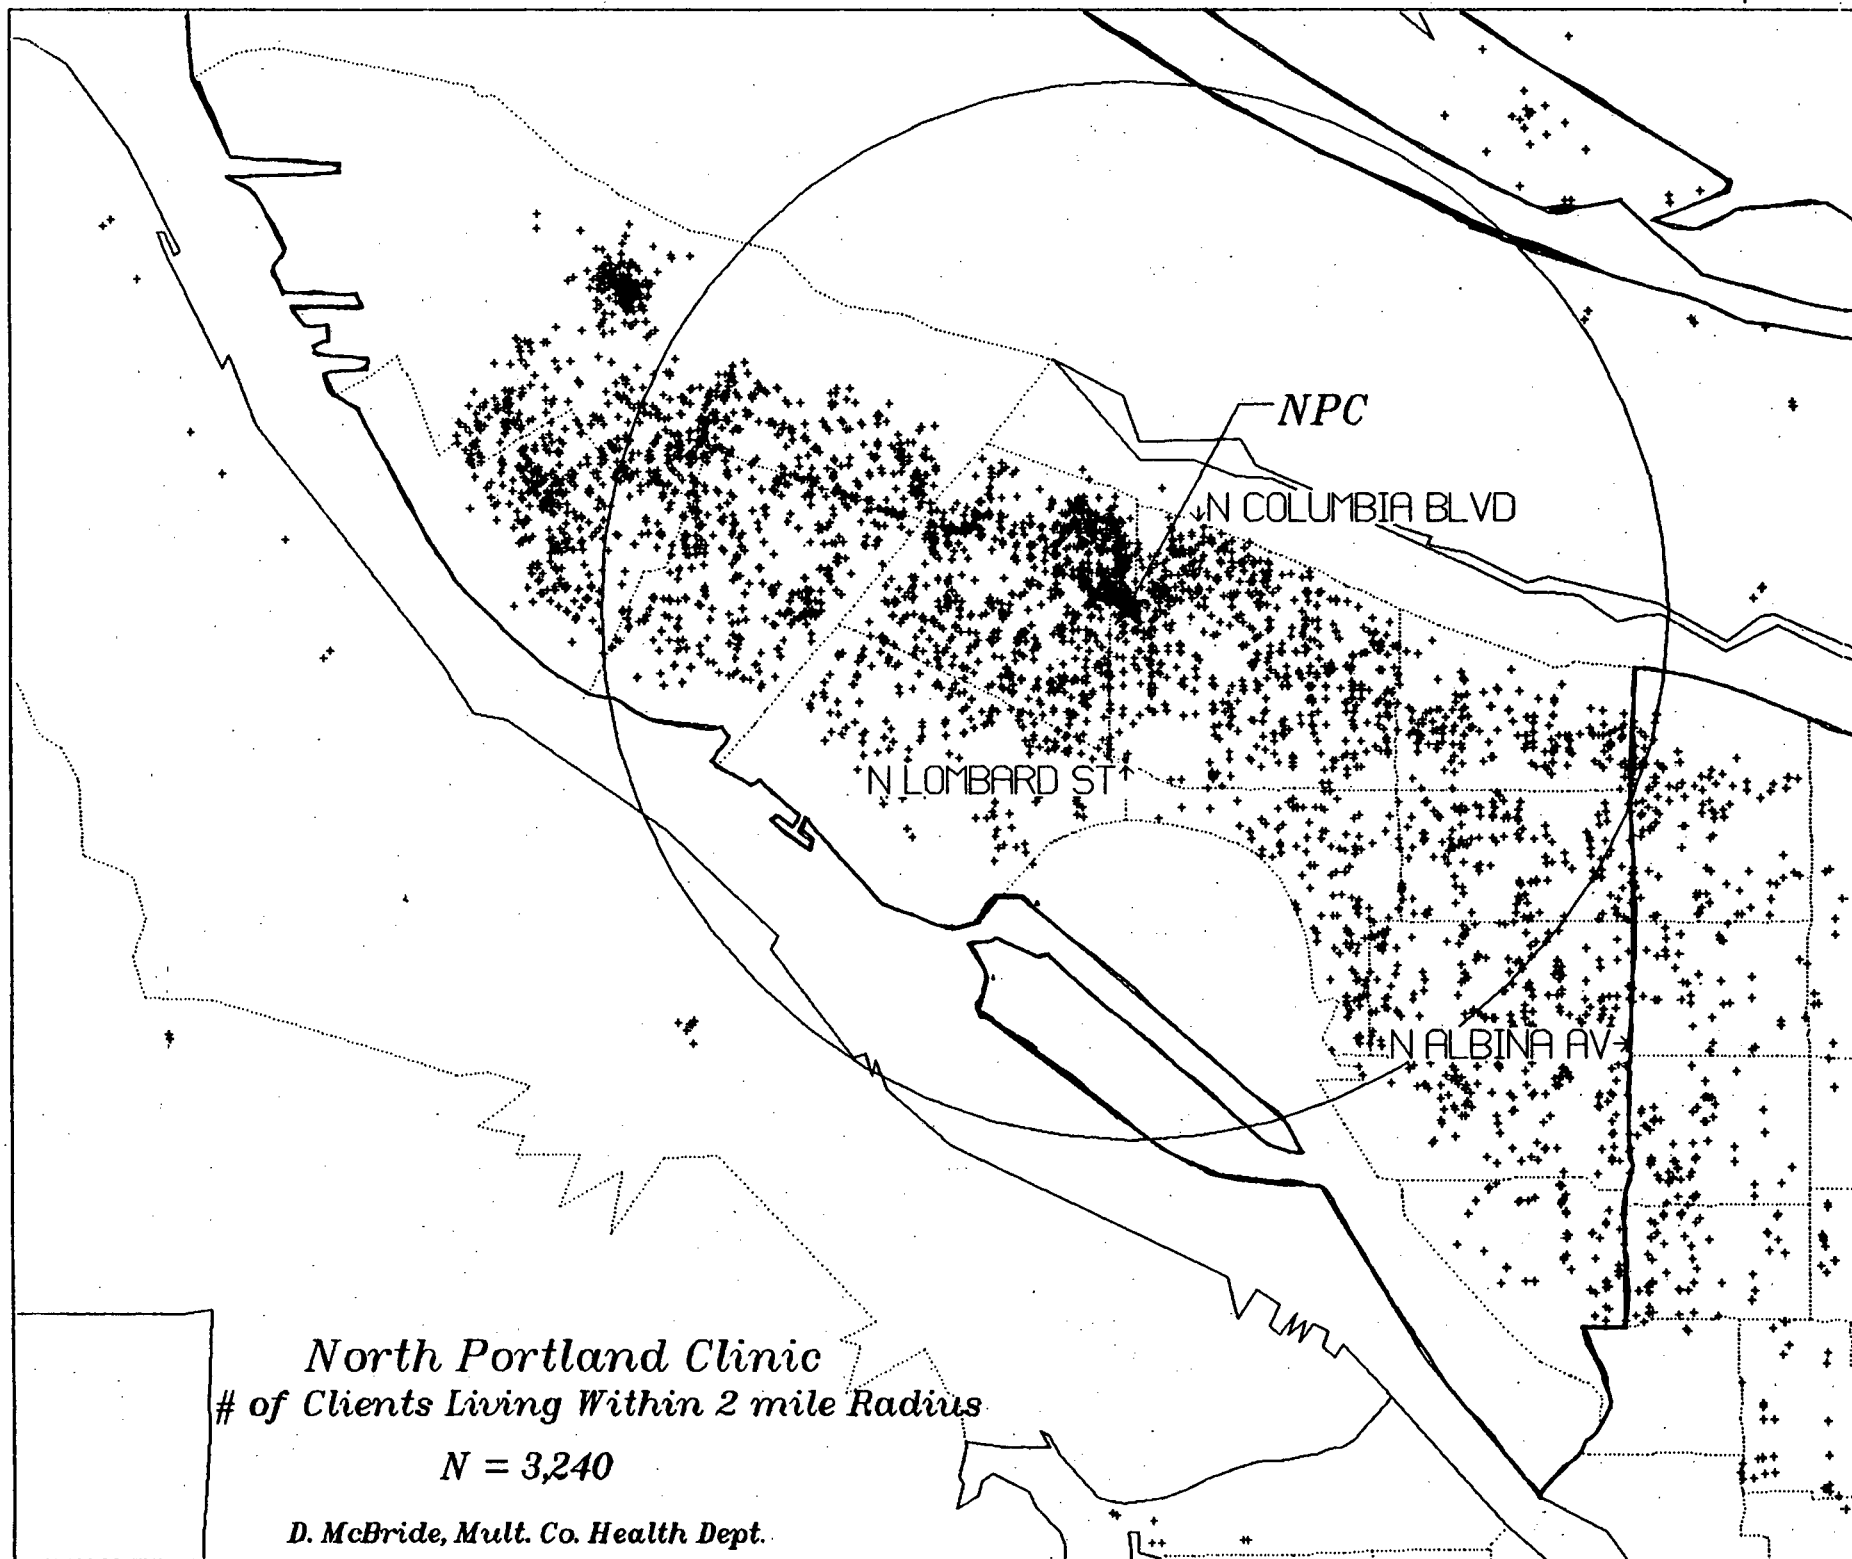 NPC
↓N COLUMBIA BLVD
N LOMBARD ST↑
N ALBINA AV→
North Portland Clinic
# of Clients Living Within 2 mile Radius
N = 3,240
D. McBride, Mult. Co. Health Dept.